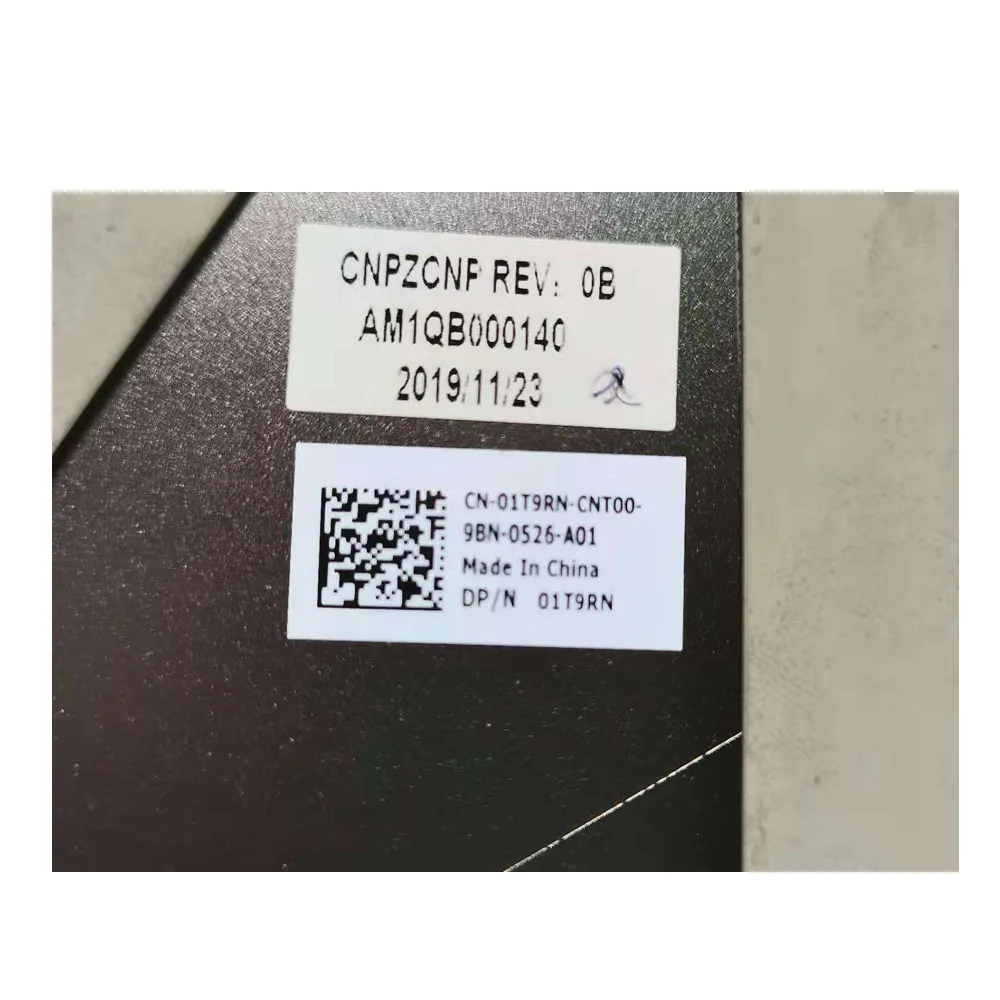 CNPZCNP REV: 0B
AM1QB000140
2019/11/23
CN-01T9RN-CNT00-
9BN-0526-A01
Made In China
DP/N 01T9RN